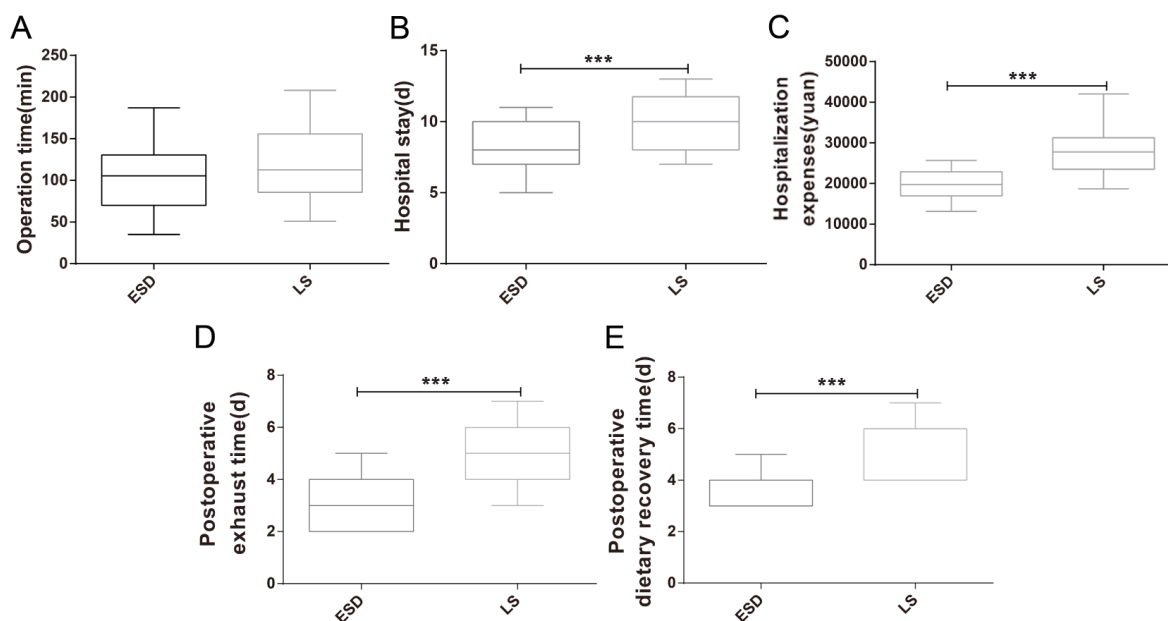 A
Operation time(min)
250
200
150
100
50
0
ESD
LS
B
Hospital stay(d)
15
10
5
0
***
ESD
LS
C
Hospitalization
expenses(yuan)
50000
40000
30000
20000
10000
0
***
ESD
LS
D
Postoperative
exhaust time(d)
8
6
4
2
0
***
ESD
LS
E
Postoperative
dietary recovery time(d)
8
6
4
2
0
***
ESD
LS